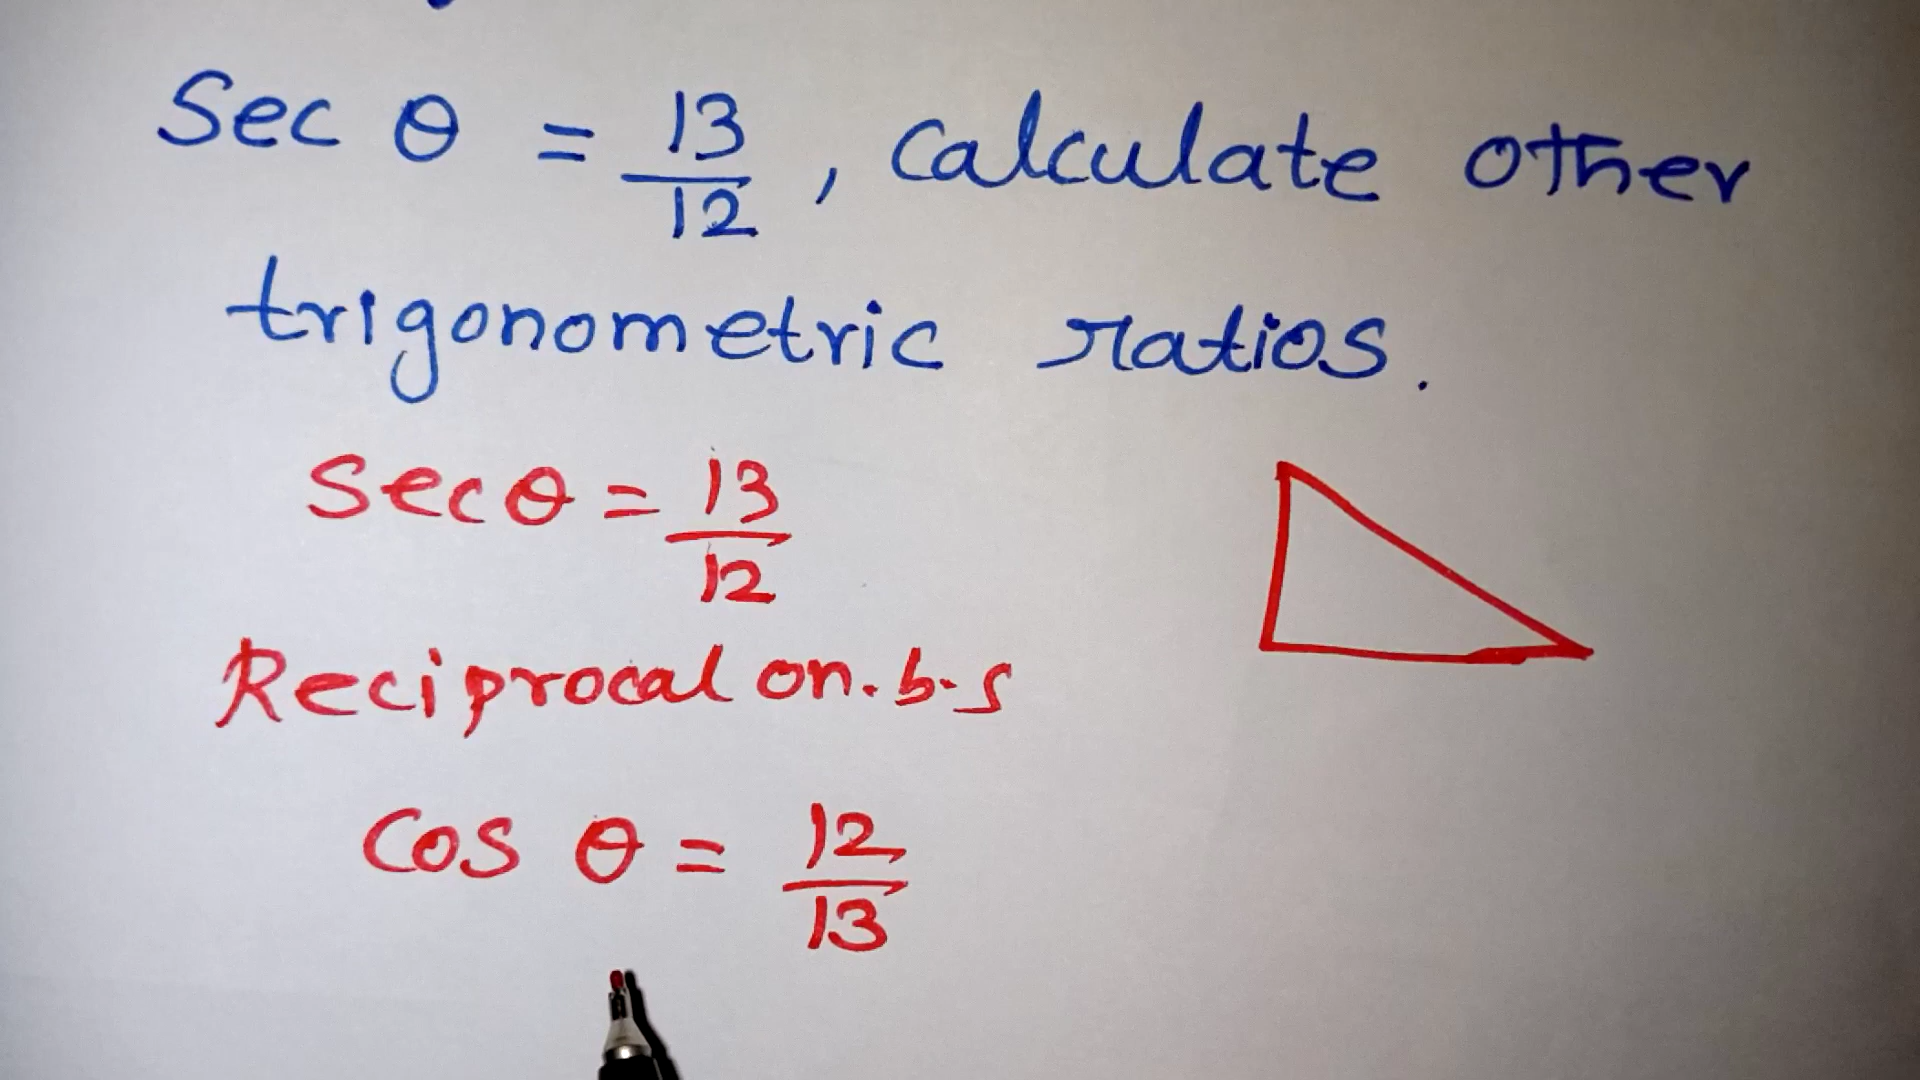 Sec θ = 13/12, calculate other
trigonometric ratios.
Sec θ = 13/12
Reciprocal on. b.s
Cos θ = 12/13